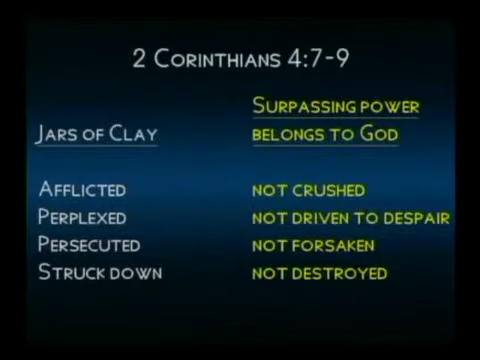 2 Corinthians 4:7-9
Surpassing power
Jars of Clay belongs to God
Afflicted not crushed
Perplexed not driven to despair
Persecuted not forsaken
Struck down not destroyed